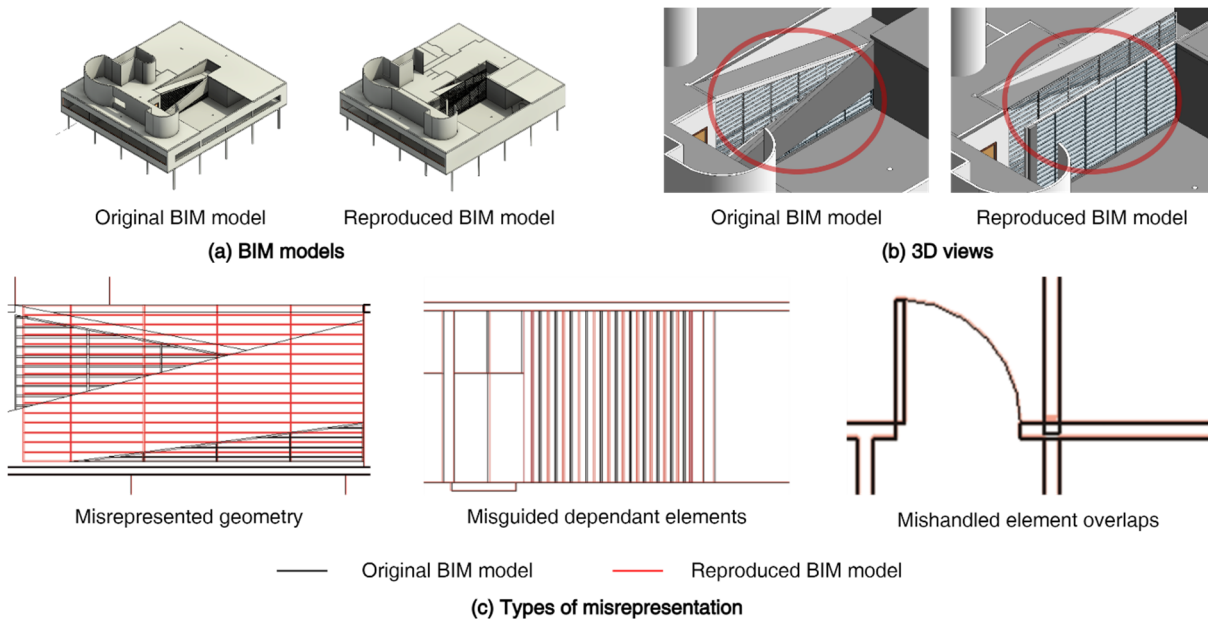 Original BIM model
Reproduced BIM model
(a) BIM models
Original BIM model
Reproduced BIM model
(b) 3D views
Misrepresented geometry
Misguided dependant elements
Mishandled element overlaps
Original BIM model
Reproduced BIM model
(c) Types of misrepresentation